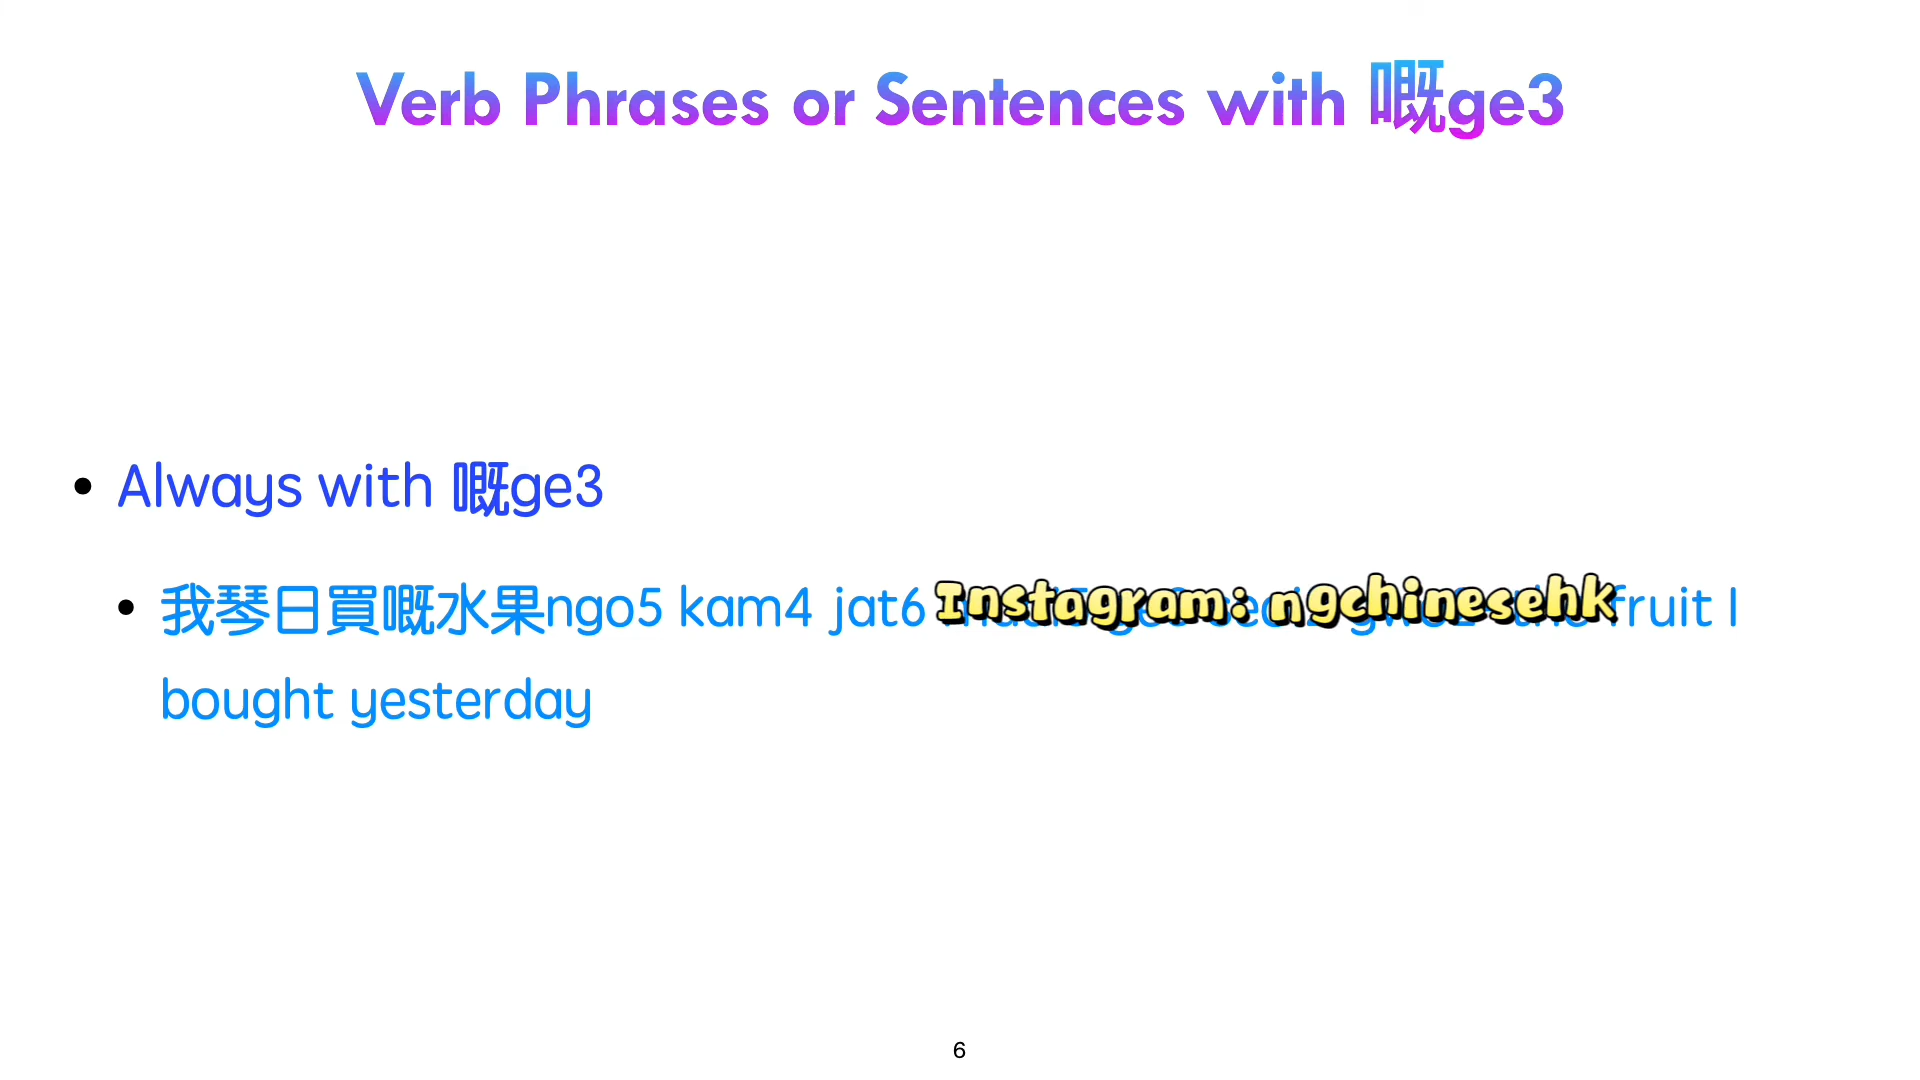 Verb Phrases or Sentences with 嘅ge3
• Always with 嘅ge3
• 我琴日買嘅水果ngo5 kam4 jat6 Instagram: ngchinesehk fruit I
bought yesterday
6